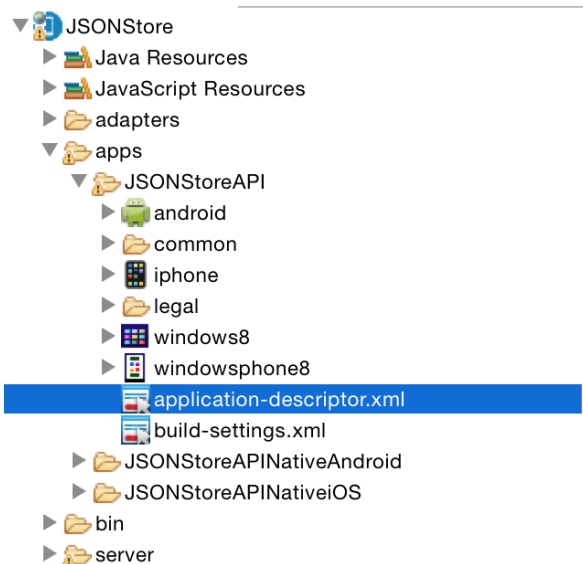 JSONStore
Java Resources
JavaScript Resources
adapters
apps
JSONStoreAPI
android
common
iphone
legal
windows8
windowsphone8
application-descriptor.xml
build-settings.xml
JSONStoreAPINativeAndroid
JSONStoreAPINativeiOS
bin
server